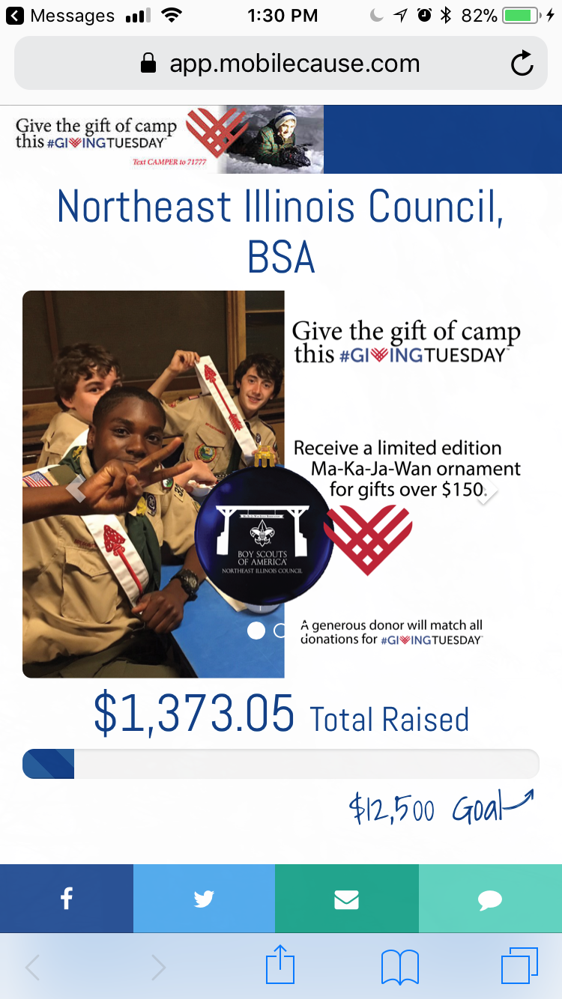 Messages 1:30 PM 82%
app.mobilecause.com
Give the gift of camp
this #GIVINGTUESDAY™
Text CAMPER to 71777
Northeast Illinois Council,
BSA
Give the gift of camp
this #GIVINGTUESDAY™
Receive a limited edition
Ma-Ka-Ja-Wan ornament
for gifts over $150.
BOY SCOUTS
OF AMERICA
NORTHEAST ILLINOIS COUNCIL
A generous donor will match all
donations for #GIVINGTUESDAY™
$1,373.05 Total Raised
$12,500 Goal